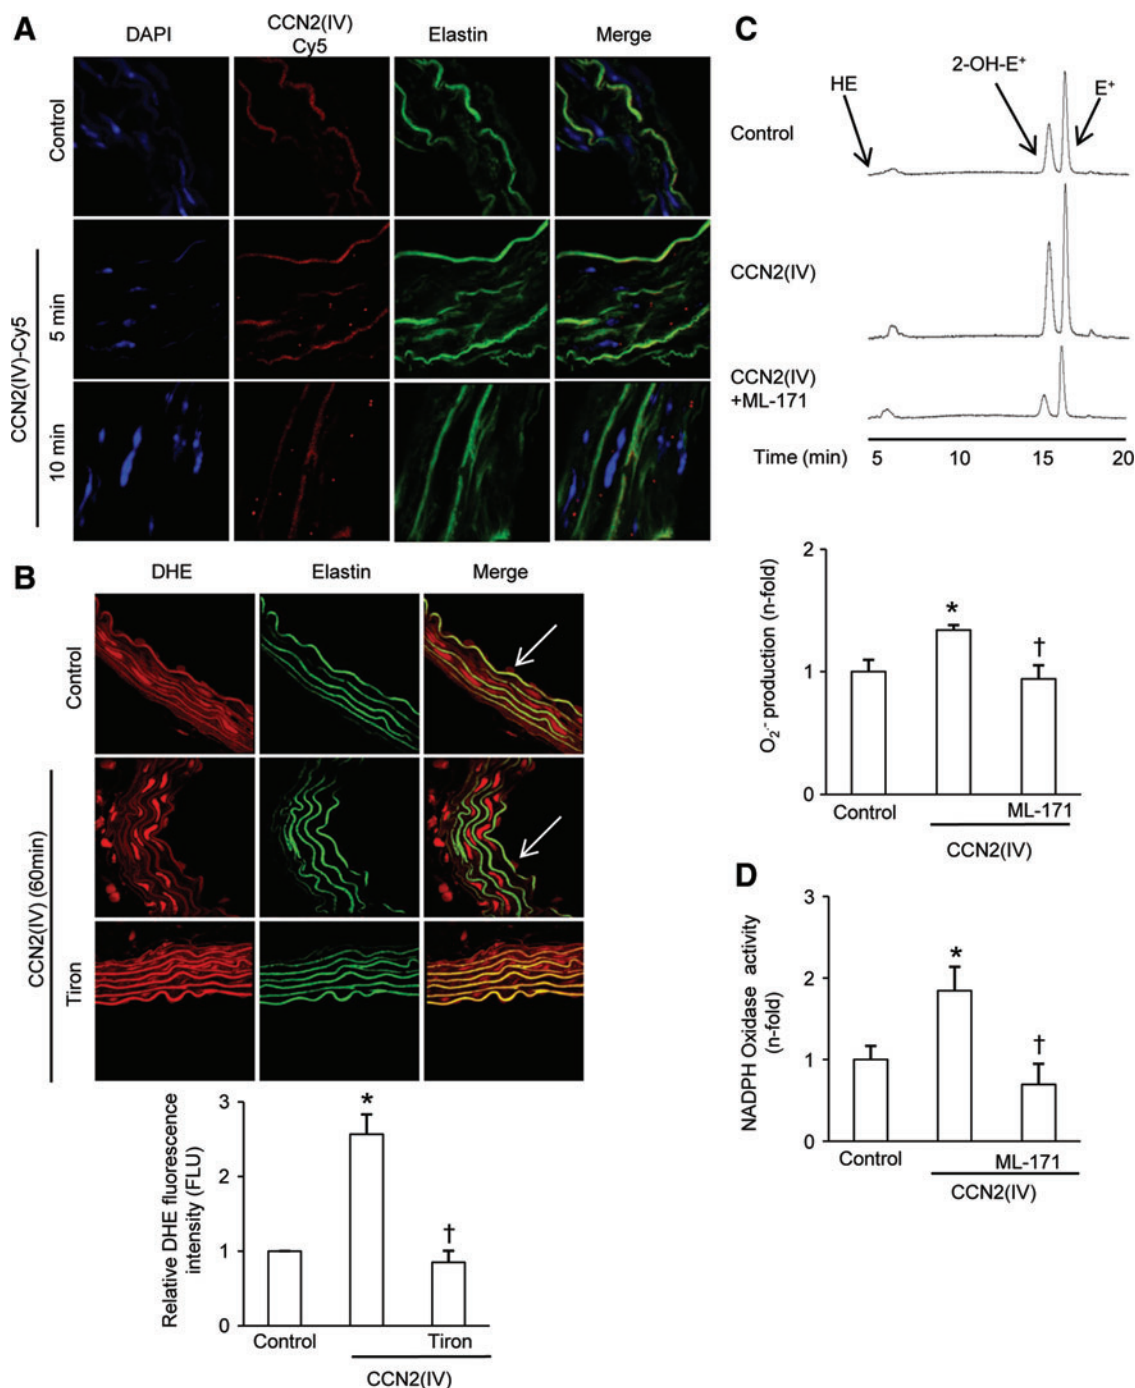 A
DAPI
CCN2(IV)
Cy5
Elastin
Merge
Control
CCN2(IV)-Cy5
5 min
10 min
B
DHE
Elastin
Merge
Control
CCN2(IV) (60min)
Tiron
Relative DHE fluorescence
intensity (FLU)
3
2
1
0
*
†
Control
Tiron
CCN2(IV)
C
HE
2-OH-E+
E+
Control
CCN2(IV)
CCN2(IV)
+ML-171
Time (min) 5 10 15 20
O2·- production (n-fold)
2
1
0
*
†
Control
ML-171
CCN2(IV)
D
NADPH Oxidase activity
(n-fold)
3
2
1
0
*
†
Control
ML-171
CCN2(IV)